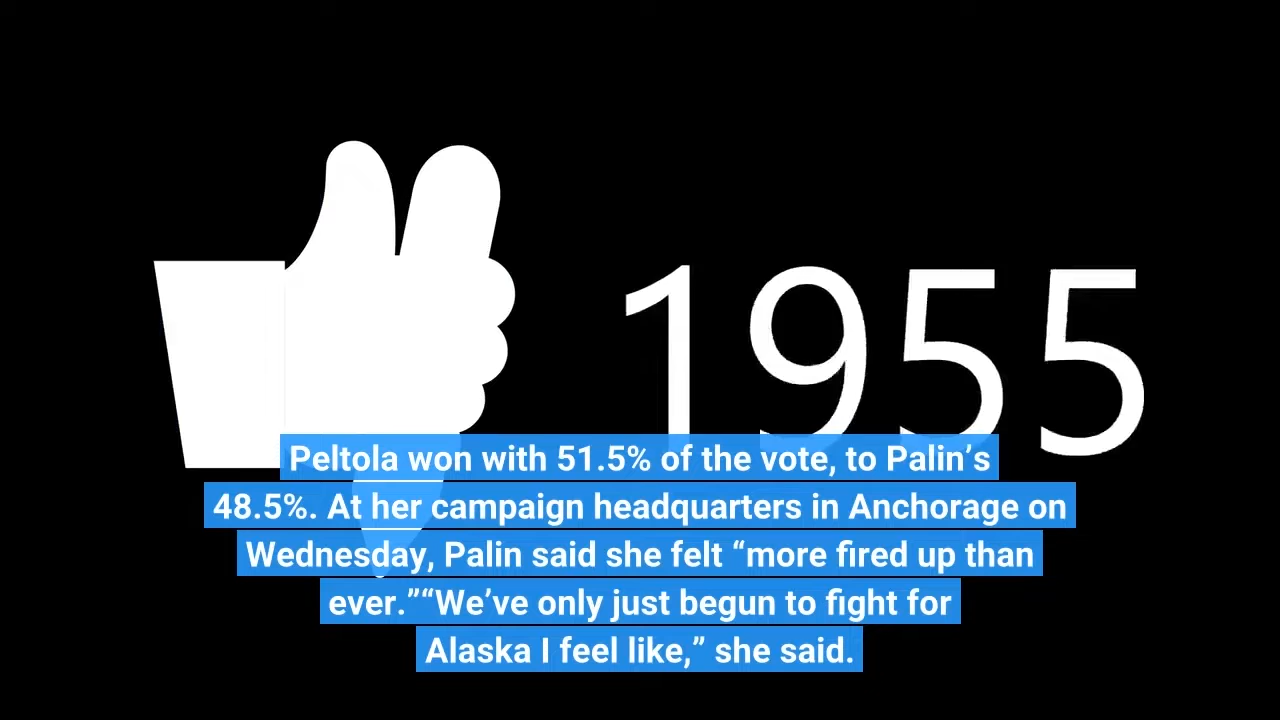 1955
Peltola won with 51.5% of the vote, to Palin’s
48.5%. At her campaign headquarters in Anchorage on
Wednesday, Palin said she felt “more fired up than
ever.”“We’ve only just begun to fight for
Alaska I feel like,” she said.